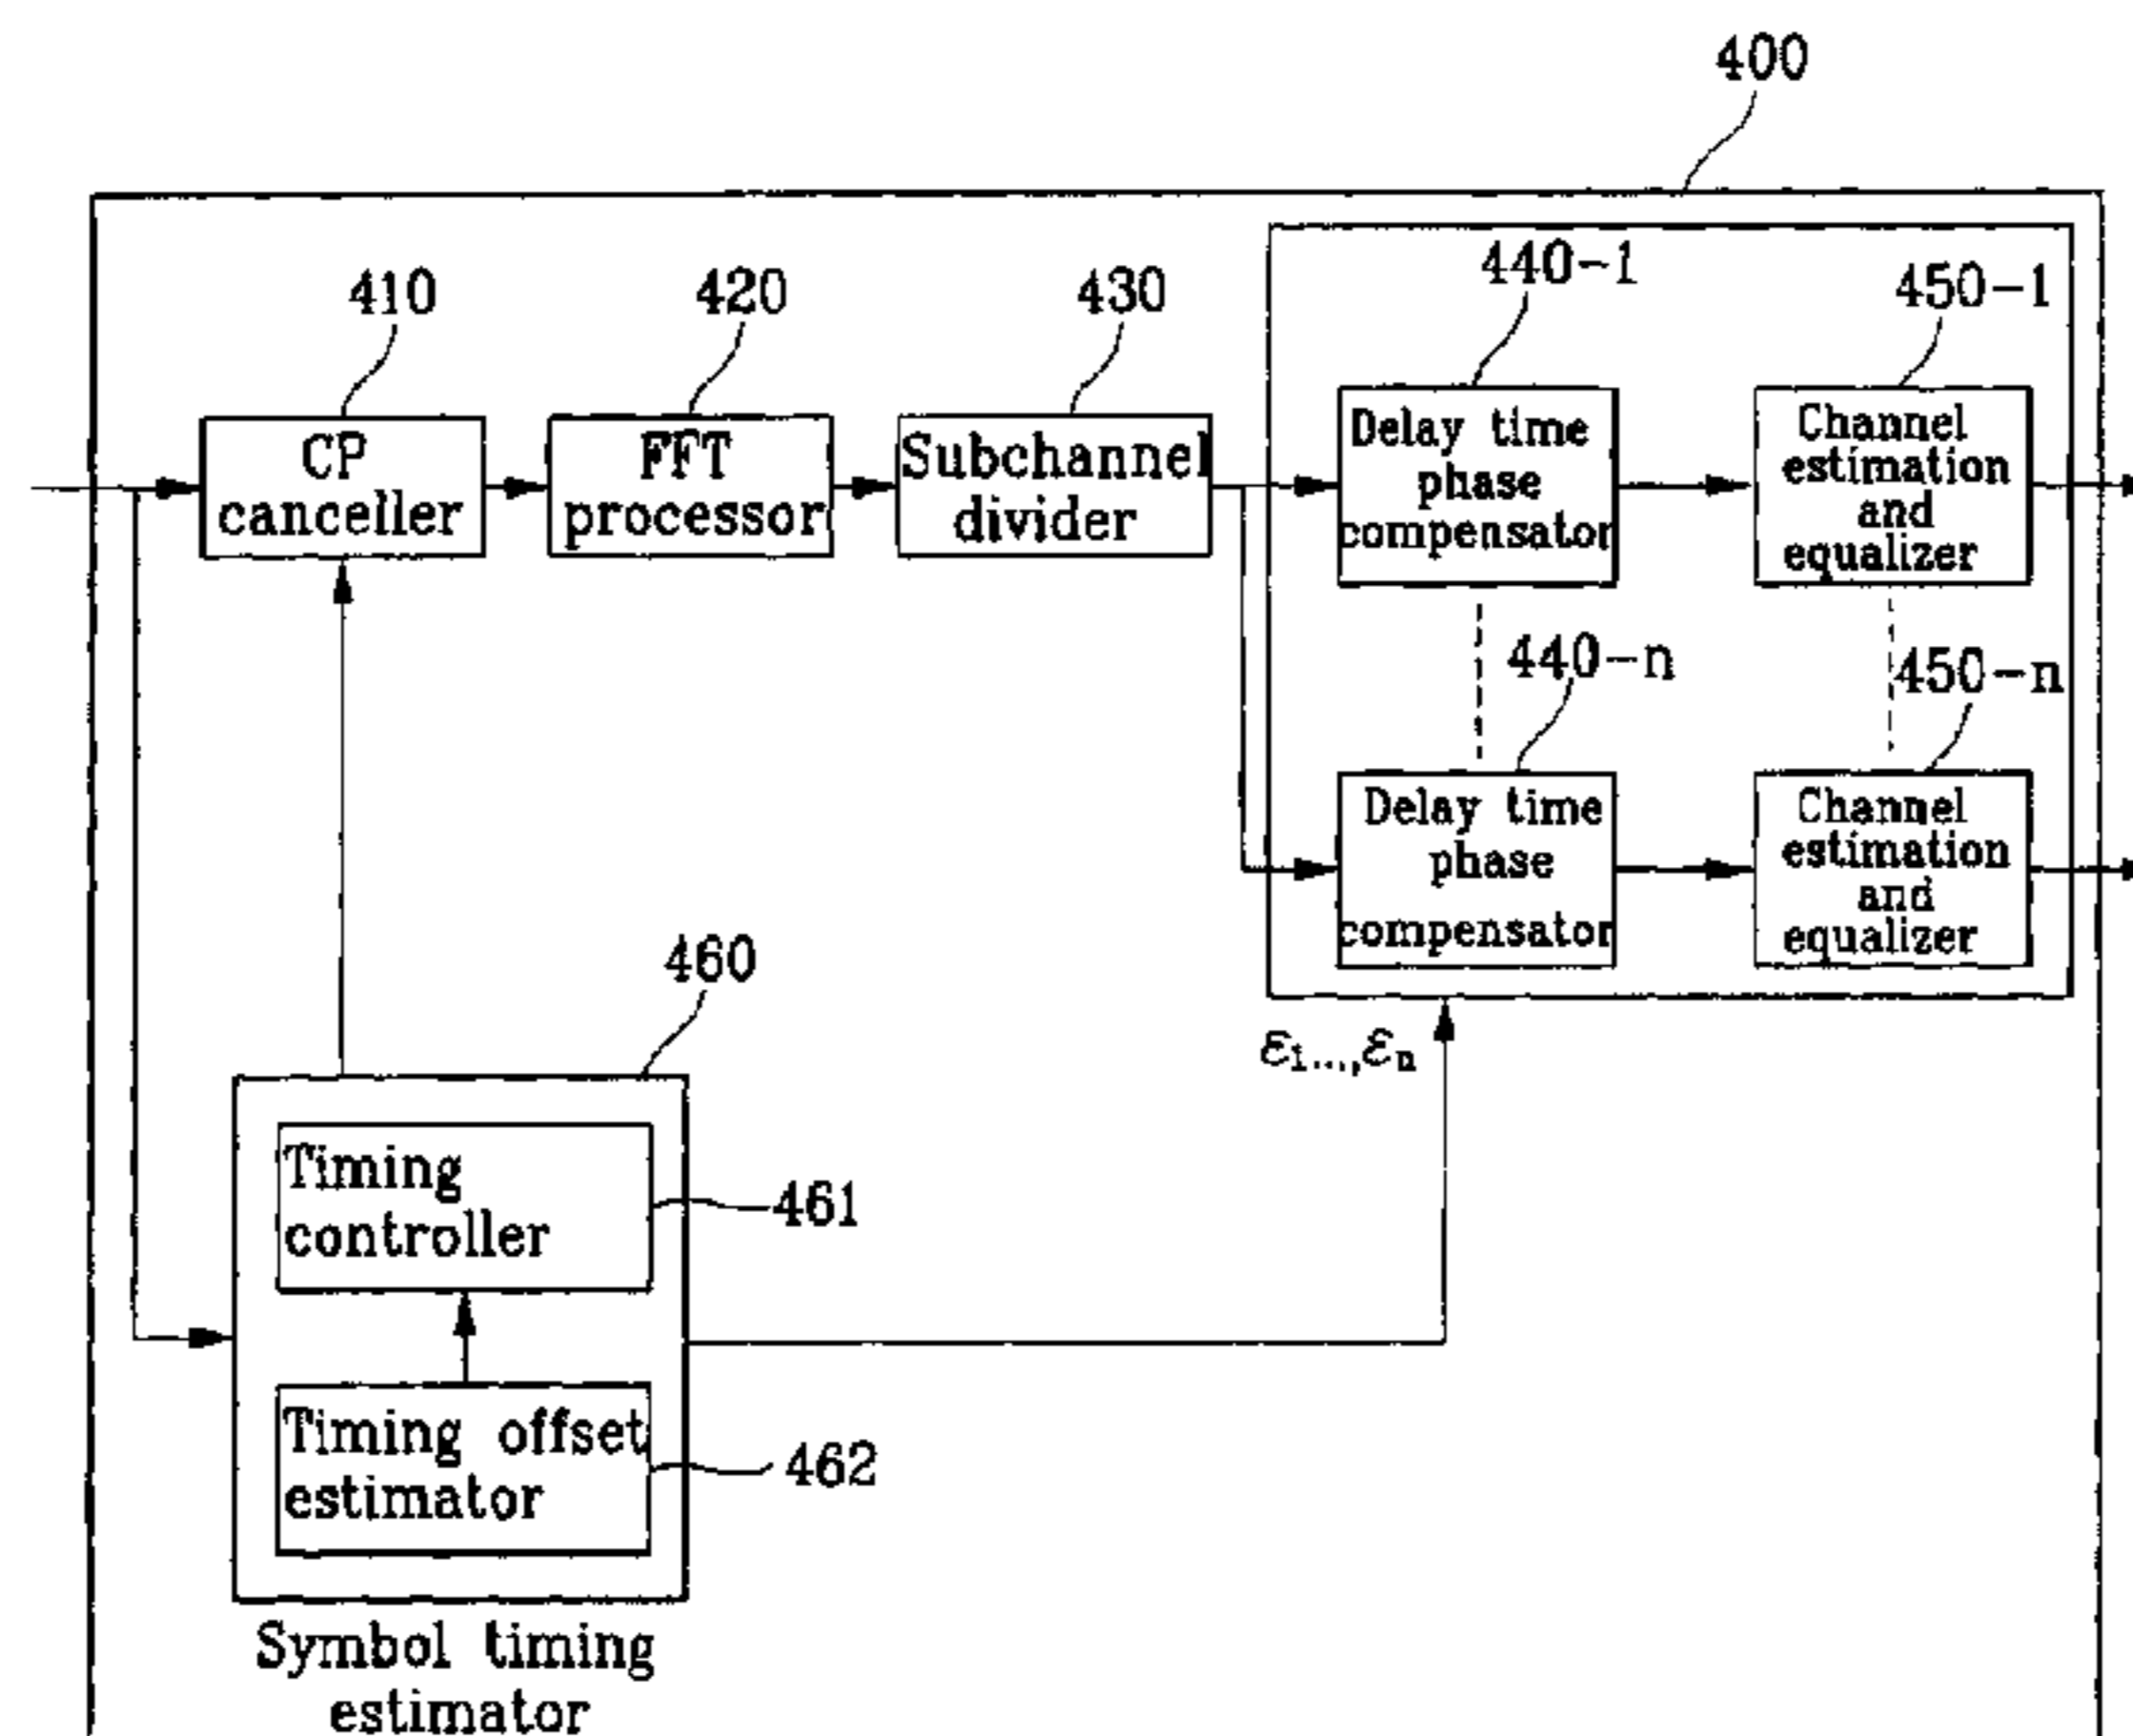 400
440-1
450-1
410
420
430
CP
canceller
FFT
processor
Subchannel
divider
Delay time
phase
compensator
Channel
estimation
and
equalizer
440-n
450-n
Delay time
phase
compensator
Channel
estimation
and
equalizer
460
ε1...,εn
Timing
controller
461
Timing offset
estimator
462
Symbol timing
estimator